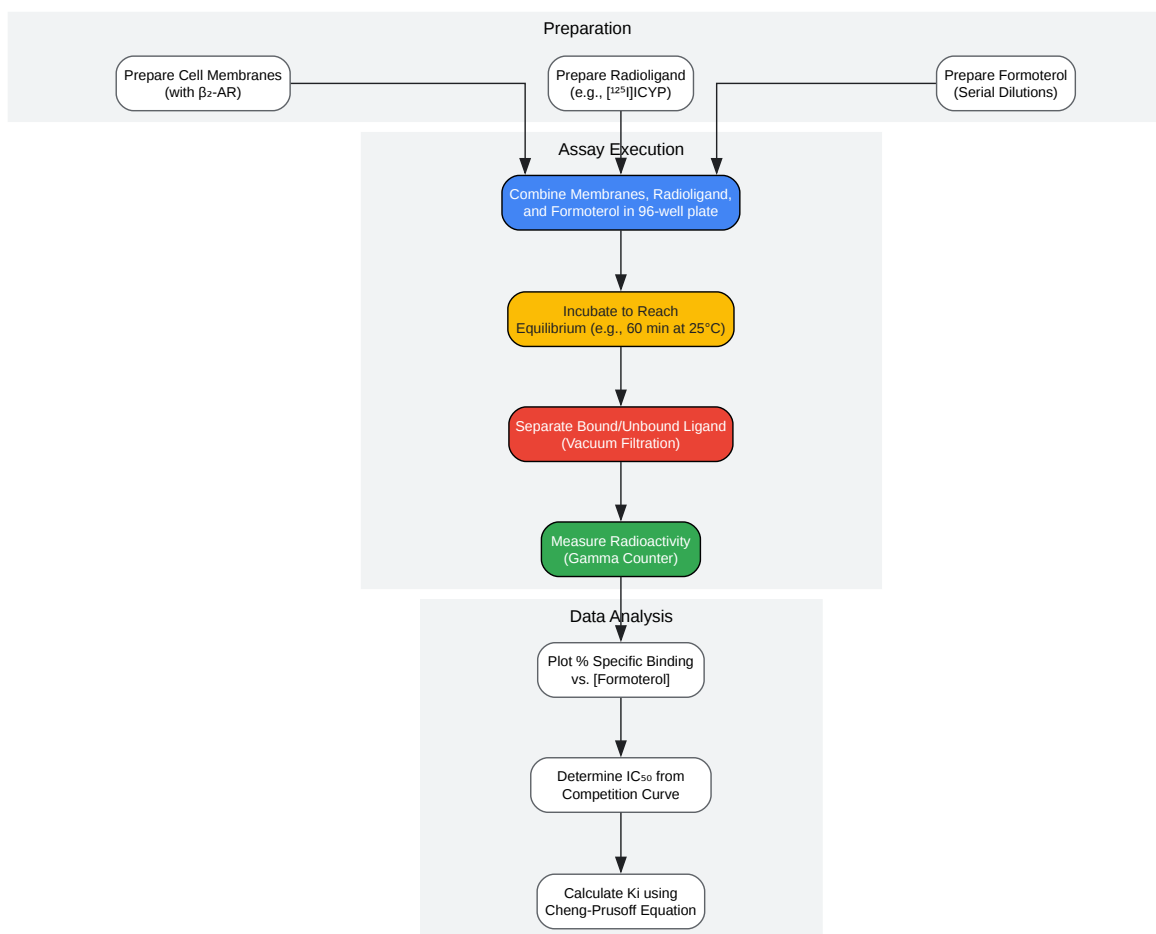 Preparation
Prepare Cell Membranes
(with β₂-AR)
Prepare Radioligand
(e.g., [¹²⁵I]ICYP)
Prepare Formoterol
(Serial Dilutions)
Assay Execution
Combine Membranes, Radioligand,
and Formoterol in 96-well plate
Incubate to Reach
Equilibrium (e.g., 60 min at 25°C)
Separate Bound/Unbound Ligand
(Vacuum Filtration)
Measure Radioactivity
(Gamma Counter)
Data Analysis
Plot % Specific Binding
vs. [Formoterol]
Determine IC₅₀ from
Competition Curve
Calculate Ki using
Cheng-Prusoff Equation